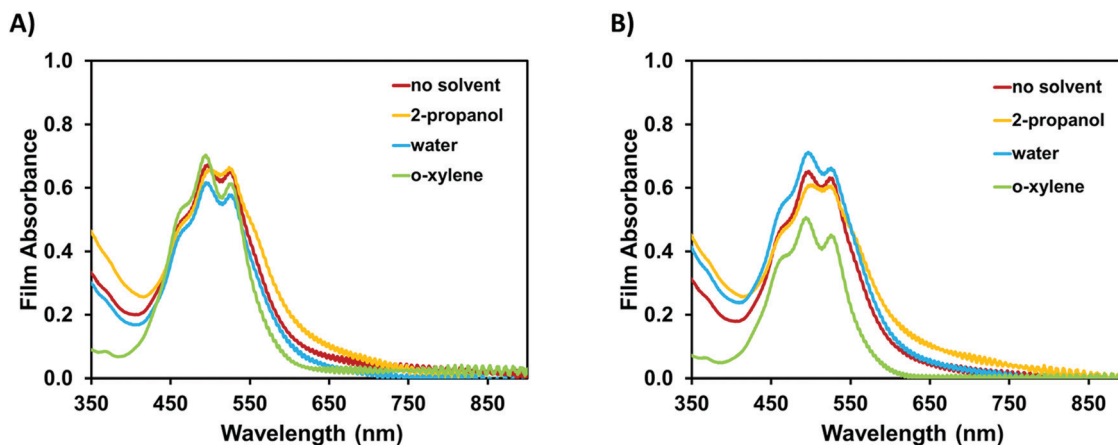 A)
1.0
0.8
0.6
0.4
0.2
0.0
Film Absorbance
350 450 550 650 750 850
Wavelength (nm)
no solvent
2-propanol
water
o-xylene
B)
1.0
0.8
0.6
0.4
0.2
0.0
Film Absorbance
350 450 550 650 750 850
Wavelength (nm)
no solvent
2-propanol
water
o-xylene